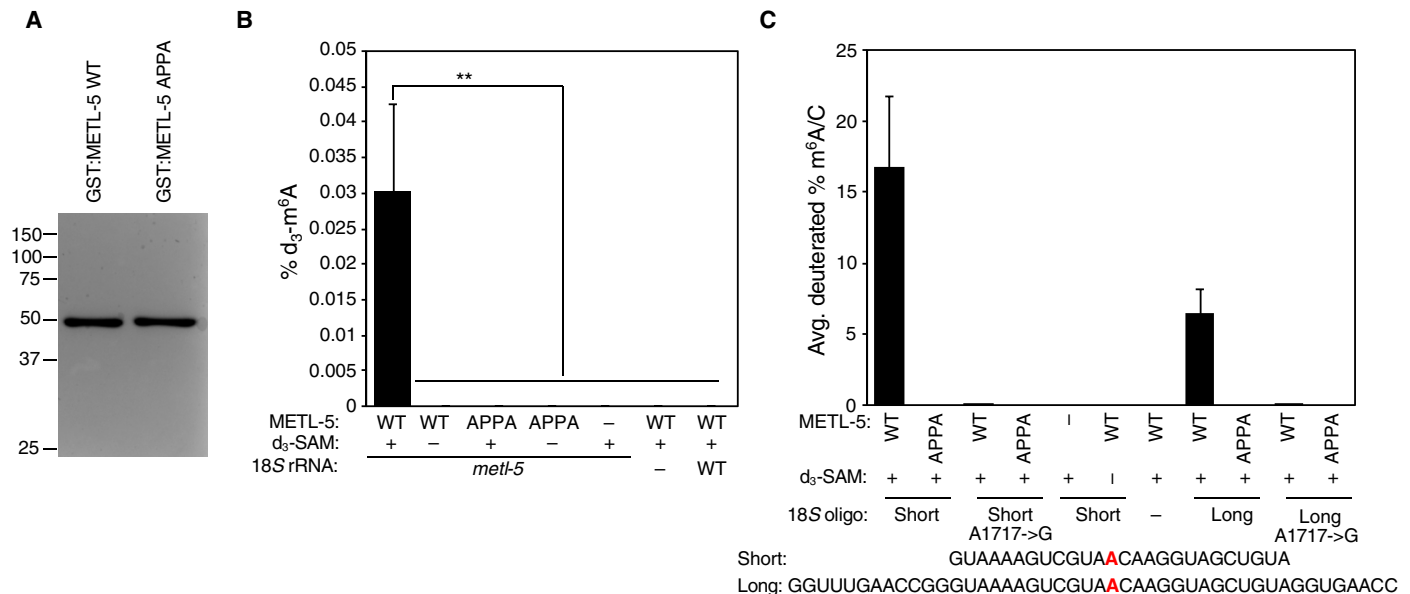 A
GST:METL-5 WT
GST:METL-5 APPA
150
100
75
50
37
25
B
% d₃-m⁶A
0.05
0.045
0.04
0.035
0.03
0.025
0.02
0.015
0.01
0.005
0
**
METL-5: WT WT APPA APPA – WT WT
d₃-SAM: + – + – + + +
18S rRNA: metl-5 – WT
C
Avg. deuterated % m⁶A/C
25
20
15
10
5
0
METL-5: WT APPA WT APPA – WT WT WT APPA WT APPA
d₃-SAM: + + + + + – + + + + +
18S oligo: Short Short Short – Long Long
A1717->G A1717->G
Short: GUAAAAGUCGUAACAAGGUAGCUGUA
Long: GGUUUGAACCGGGUAAAAGUCGUAACAAGGUAGCUGUAGGUGAACC